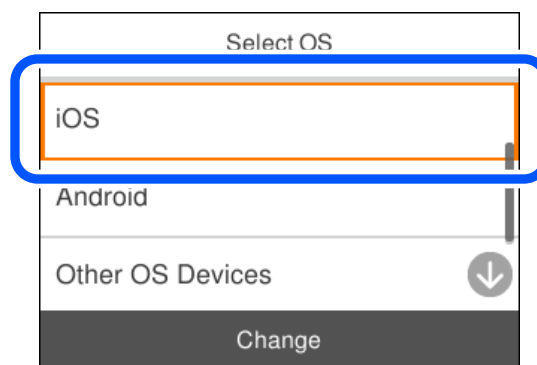 Select OS
iOS
Android
Other OS Devices
Change